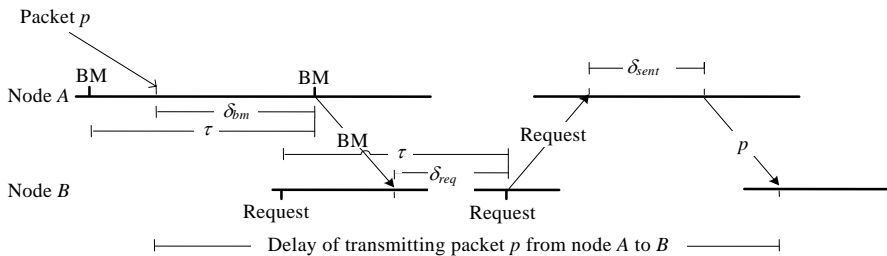 Packet p
BM
BM
δsent
Node A
δbm
τ
BM
Request
τ
p
δreq
Node B
Request
Request
Delay of transmitting packet p from node A to B